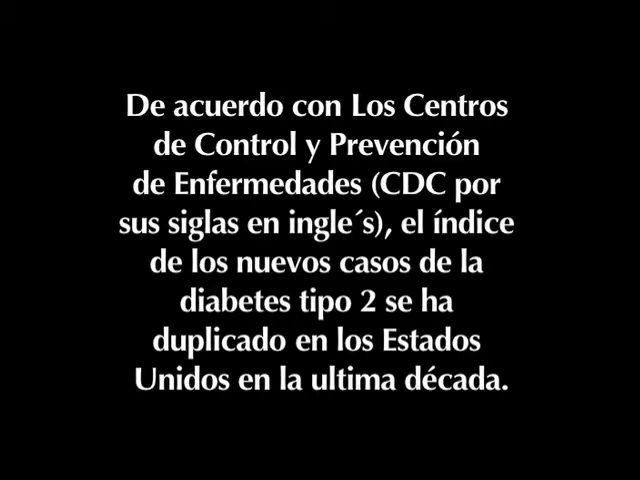 De acuerdo con Los Centros
de Control y Prevención
de Enfermedades (CDC por
sus siglas en ingle´s), el índice
de los nuevos casos de la
diabetes tipo 2 se ha
duplicado en los Estados
Unidos en la ultima década.